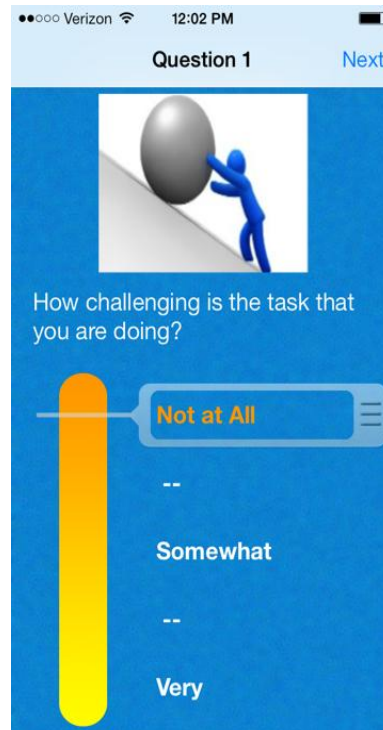 Verizon 12:02 PM
Question 1 Next
How challenging is the task that
you are doing?
Not at All
--
Somewhat
--
Very